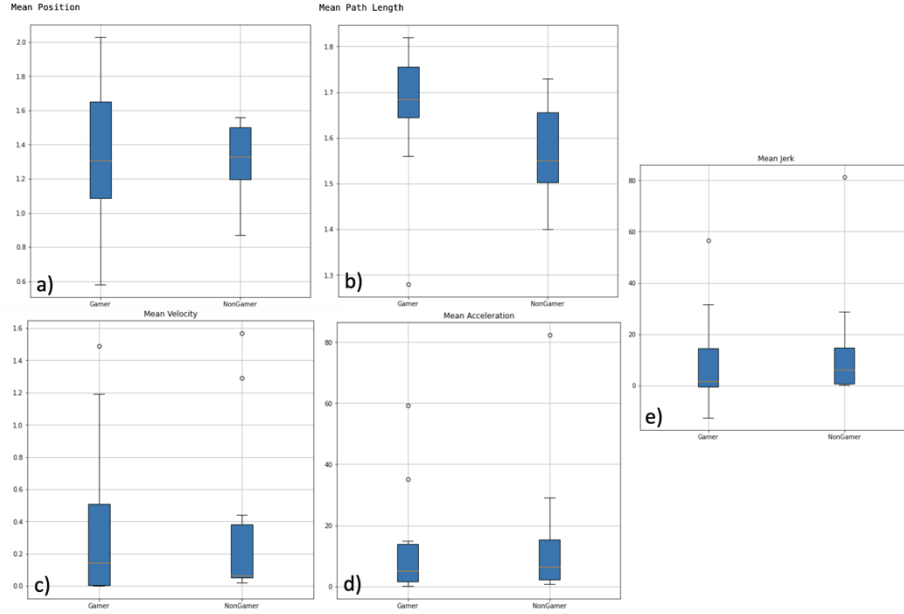 Mean Position
2.0
1.8
1.6
1.4
1.2
1.0
0.8
0.6
a)
Gamer NonGamer
Mean Path Length
1.8
1.7
1.6
1.5
1.4
1.3
b)
Gamer NonGamer
Mean Velocity
1.6
1.4
1.2
1.0
0.8
0.6
0.4
0.2
0.0
c)
Gamer NonGamer
Mean Acceleration
80
60
40
20
0
d)
Gamer NonGamer
Mean Jerk
80
60
40
20
0
e)
Gamer NonGamer